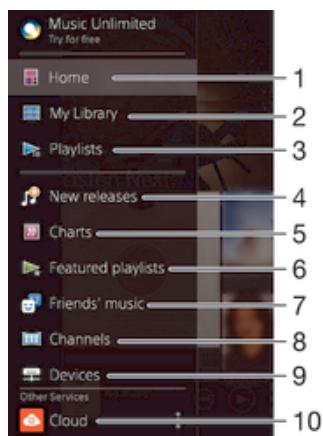 Music Unlimited
Try for free
Home 1
My Library 2
Playlists 3
New releases 4
Charts 5
Featured playlists 6
Friends' music 7
Channels 8
Devices 9
Other Services
Cloud 10